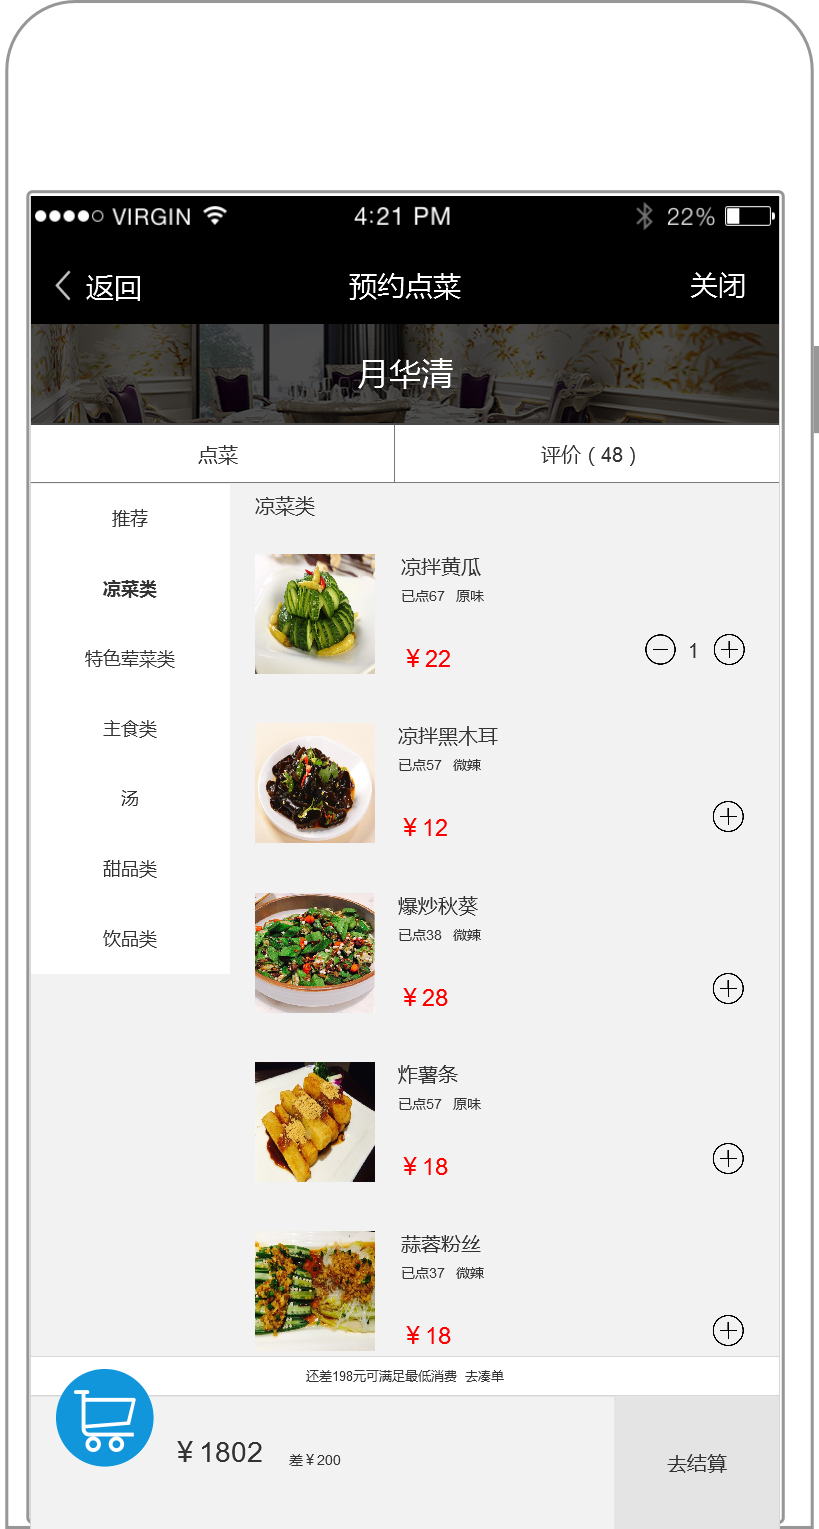 VIRGIN 4:21 PM 22%
返回 预约点菜 关闭
月华清
点菜 评价（48）
推荐
凉菜类
特色荤菜类
主食类
汤
甜品类
饮品类
凉菜类
凉拌黄瓜
已点67 原味
￥22 1
凉拌黑木耳
已点57 微辣
￥12
爆炒秋葵
已点38 微辣
￥28
炸薯条
已点57 原味
￥18
蒜蓉粉丝
已点37 微辣
￥18
还差198元可满足最低消费 去凑单
￥1802 差￥200 去结算